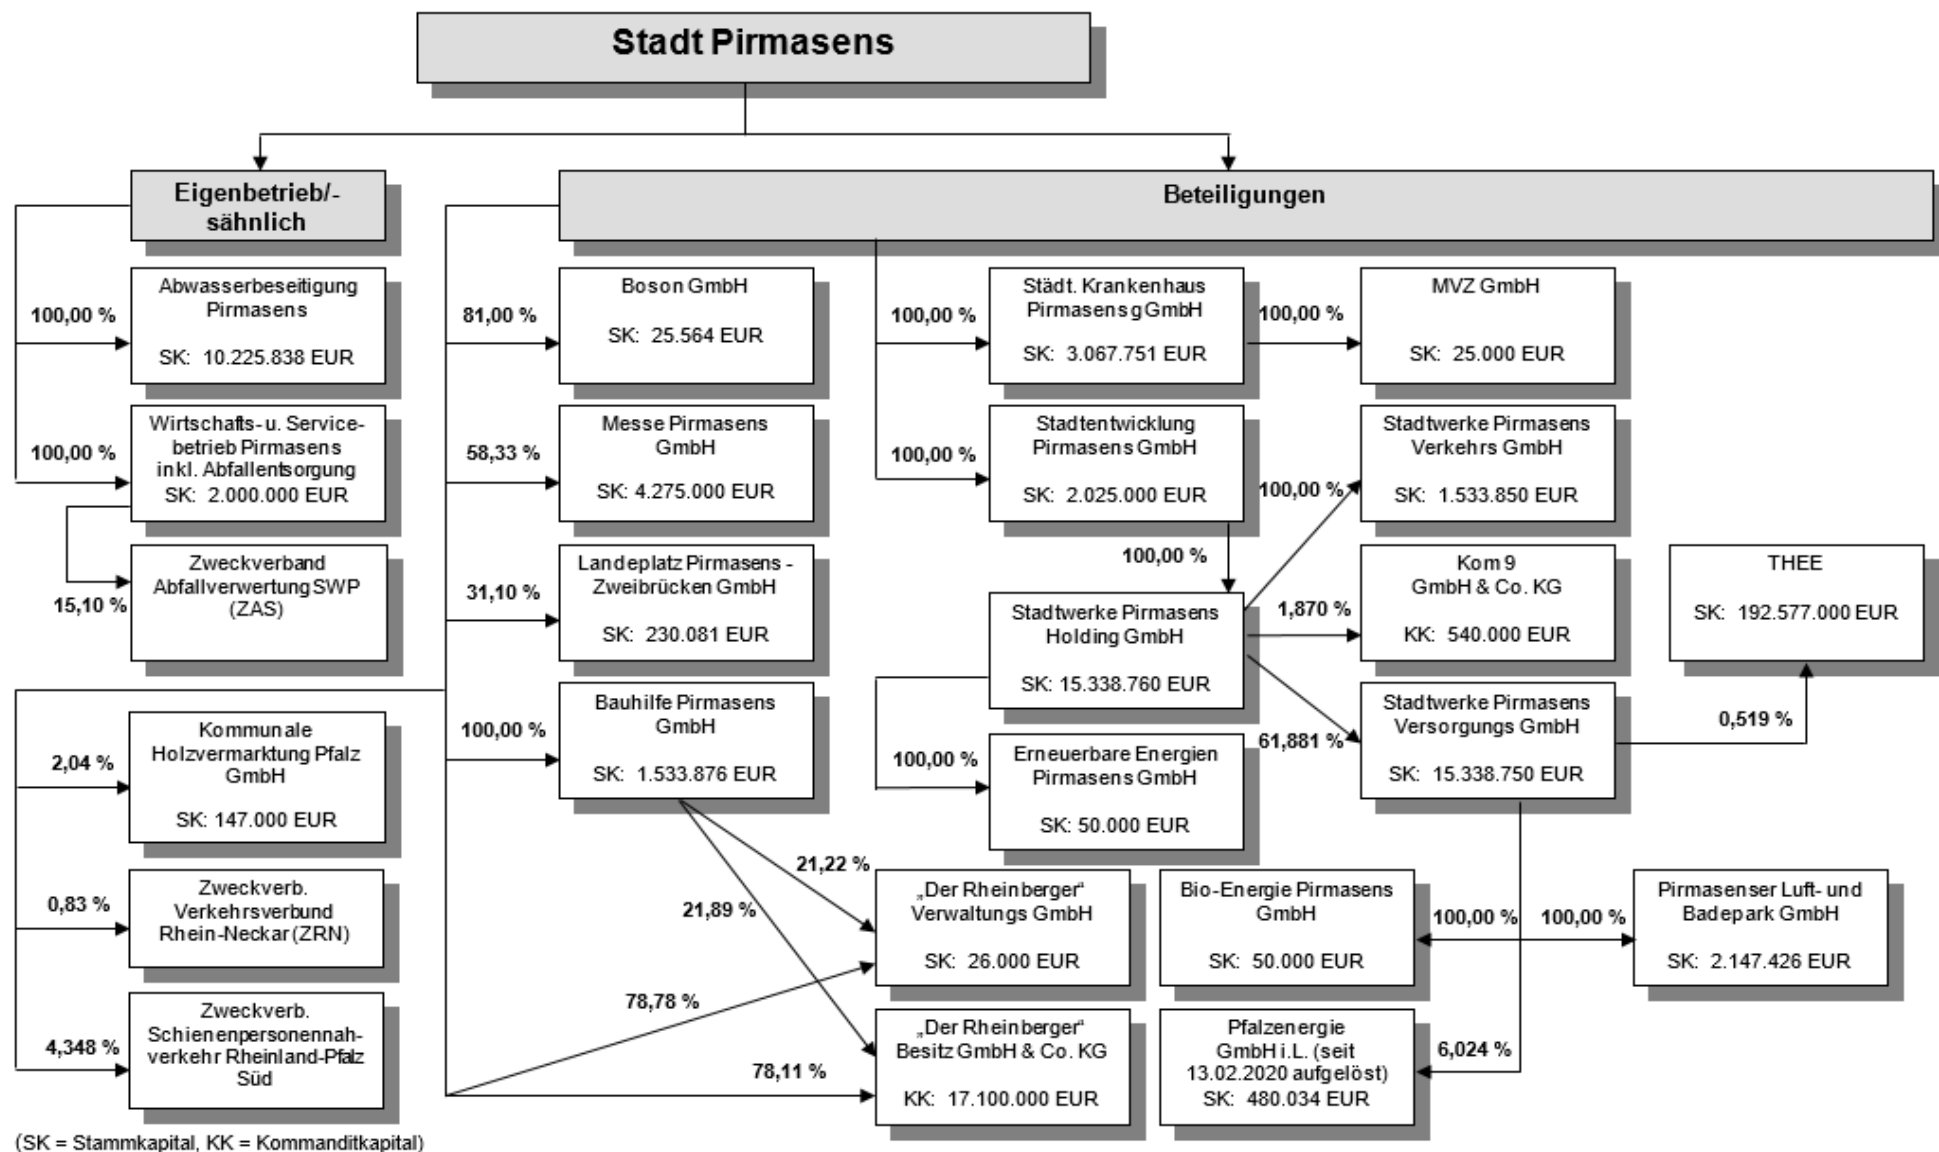 Stadt Pirmasens
Eigenbetrieb/-
sähnlich
Beteiligungen
100,00 %
Abwasserbeseitigung
Pirmasens
SK: 10.225.838 EUR
81,00 %
Boson GmbH
SK: 25.564 EUR
100,00 %
Städt. Krankenhaus
Pirmasens gGmbH
SK: 3.067.751 EUR
100,00 %
MVZ GmbH
SK: 25.000 EUR
100,00 %
Wirtschafts- u. Service-
betrieb Pirmasens
inkl. Abfallentsorgung
SK: 2.000.000 EUR
58,33 %
Messe Pirmasens
GmbH
SK: 4.275.000 EUR
100,00 %
Stadtentwicklung
Pirmasens GmbH
SK: 2.025.000 EUR
100,00 %
Stadtwerke Pirmasens
Verkehrs GmbH
SK: 1.533.850 EUR
15,10 %
Zweckverband
Abfallverwertung SWP
(ZAS)
31,10 %
Landeplatz Pirmasens -
Zweibrücken GmbH
SK: 230.081 EUR
100,00 %
Stadtwerke Pirmasens
Holding GmbH
SK: 15.338.760 EUR
1,870 %
Kom 9
GmbH & Co. KG
KK: 540.000 EUR
THEE
SK: 192.577.000 EUR
2,04 %
Kommunale
Holzvermarktung Pfalz
GmbH
SK: 147.000 EUR
100,00 %
Bauhilfe Pirmasens
GmbH
SK: 1.533.876 EUR
100,00 %
Erneuerbare Energien
Pirmasens GmbH
SK: 50.000 EUR
61,881 %
Stadtwerke Pirmasens
Versorgungs GmbH
SK: 15.338.750 EUR
0,519 %
0,83 %
Zweckverb.
Verkehrsverbund
Rhein-Neckar (ZRN)
21,22 %
21,89 %
„Der Rheinberger“
Verwaltungs GmbH
SK: 26.000 EUR
Bio-Energie Pirmasens
GmbH
SK: 50.000 EUR
100,00 %
100,00 %
Pirmasenser Luft- und
Badepark GmbH
SK: 2.147.426 EUR
4,348 %
Zweckverb.
Schienenpersonennah-
verkehr Rheinland-Pfalz
Süd
78,78 %
78,11 %
„Der Rheinberger“
Besitz GmbH & Co. KG
KK: 17.100.000 EUR
Pfalzenergie
GmbH i.L. (seit
13.02.2020 aufgelöst)
SK: 480.034 EUR
6,024 %
(SK = Stammkapital, KK = Kommanditkapital)